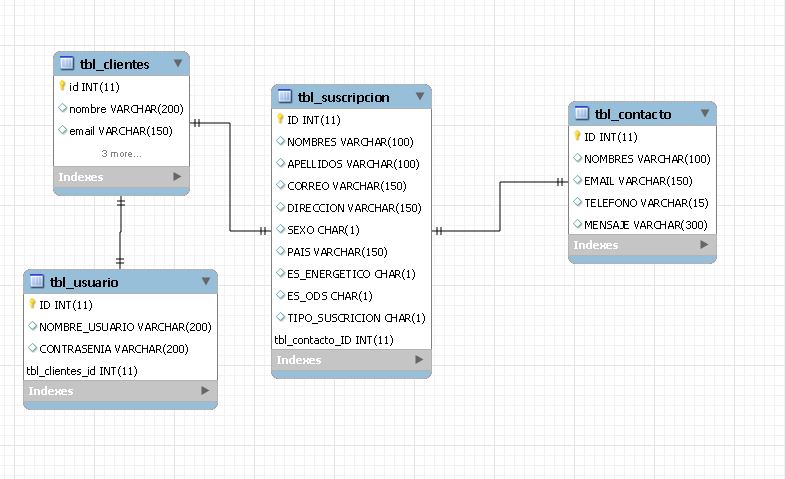 tbl_clientes
id INT(11)
nombre VARCHAR(200)
email VARCHAR(150)
3 more...
Indexes
tbl_usuario
ID INT(11)
NOMBRE_USUARIO VARCHAR(200)
CONTRASENIA VARCHAR(200)
tbl_clientes_id INT(11)
Indexes
tbl_suscripcion
ID INT(11)
NOMBRES VARCHAR(100)
APELLIDOS VARCHAR(100)
CORREO VARCHAR(150)
DIRECCION VARCHAR(150)
SEXO CHAR(1)
PAIS VARCHAR(150)
ES_ENERGETICO CHAR(1)
ES_ODS CHAR(1)
TIPO_SUSCRICION CHAR(1)
tbl_contacto_ID INT(11)
Indexes
tbl_contacto
ID INT(11)
NOMBRES VARCHAR(100)
EMAIL VARCHAR(150)
TELEFONO VARCHAR(15)
MENSAJE VARCHAR(300)
Indexes